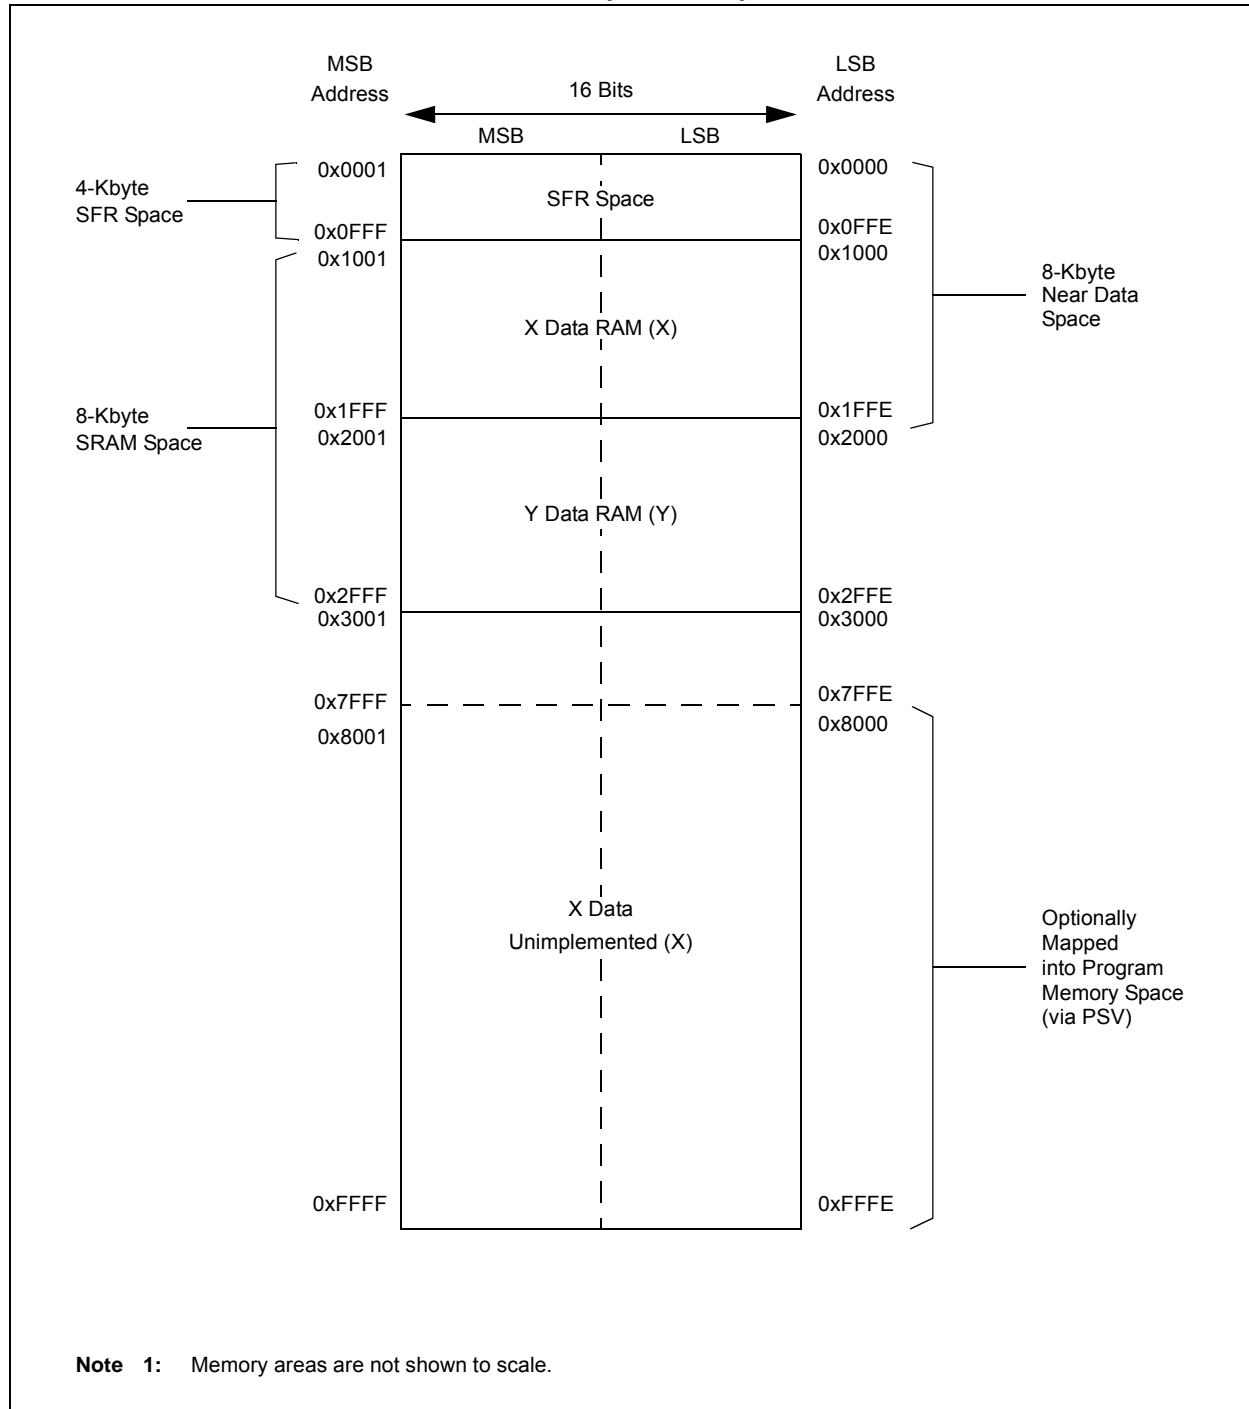 MSB
Address
LSB
Address
16 Bits
MSB
LSB
4-Kbyte
SFR Space
0x0001
0x0000
SFR Space
0x0FFF
0x0FFE
0x1001
0x1000
8-Kbyte
Near Data
Space
X Data RAM (X)
8-Kbyte
SRAM Space
0x1FFF
0x1FFE
0x2001
0x2000
Y Data RAM (Y)
0x2FFF
0x2FFE
0x3001
0x3000
0x7FFF
0x7FFE
0x8001
0x8000
X Data
Unimplemented (X)
Optionally
Mapped
into Program
Memory Space
(via PSV)
0xFFFF
0xFFFE
Note 1: Memory areas are not shown to scale.